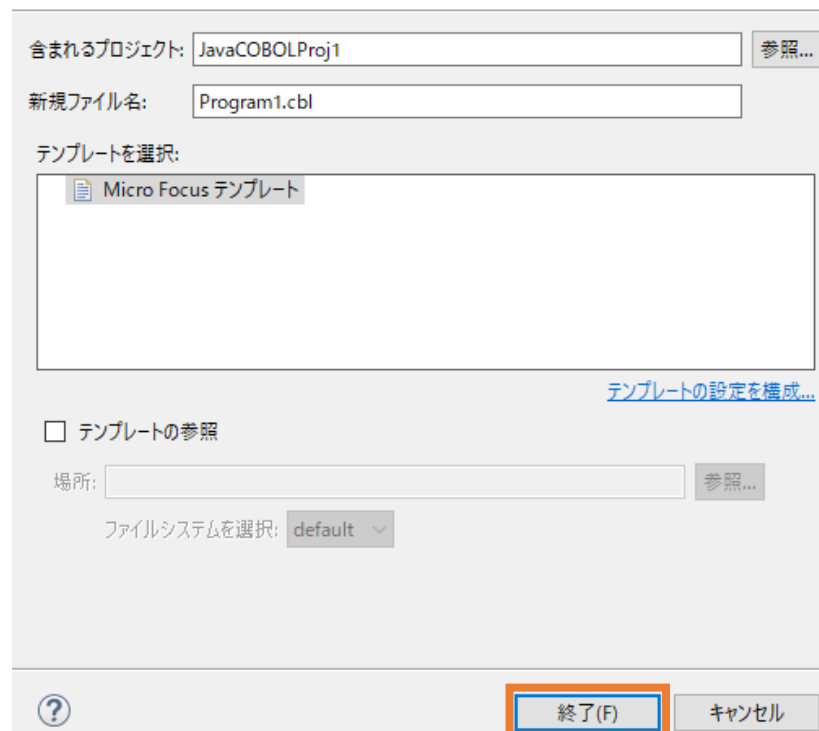 含まれるプロジェクト: JavaCOBOLProj1 参照...
新規ファイル名: Program1.cbl
テンプレートを選択:
Micro Focus テンプレート
テンプレートの設定を構成...
テンプレートの参照
場所: 参照...
ファイルシステムを選択: default
? 終了(F) キャンセル